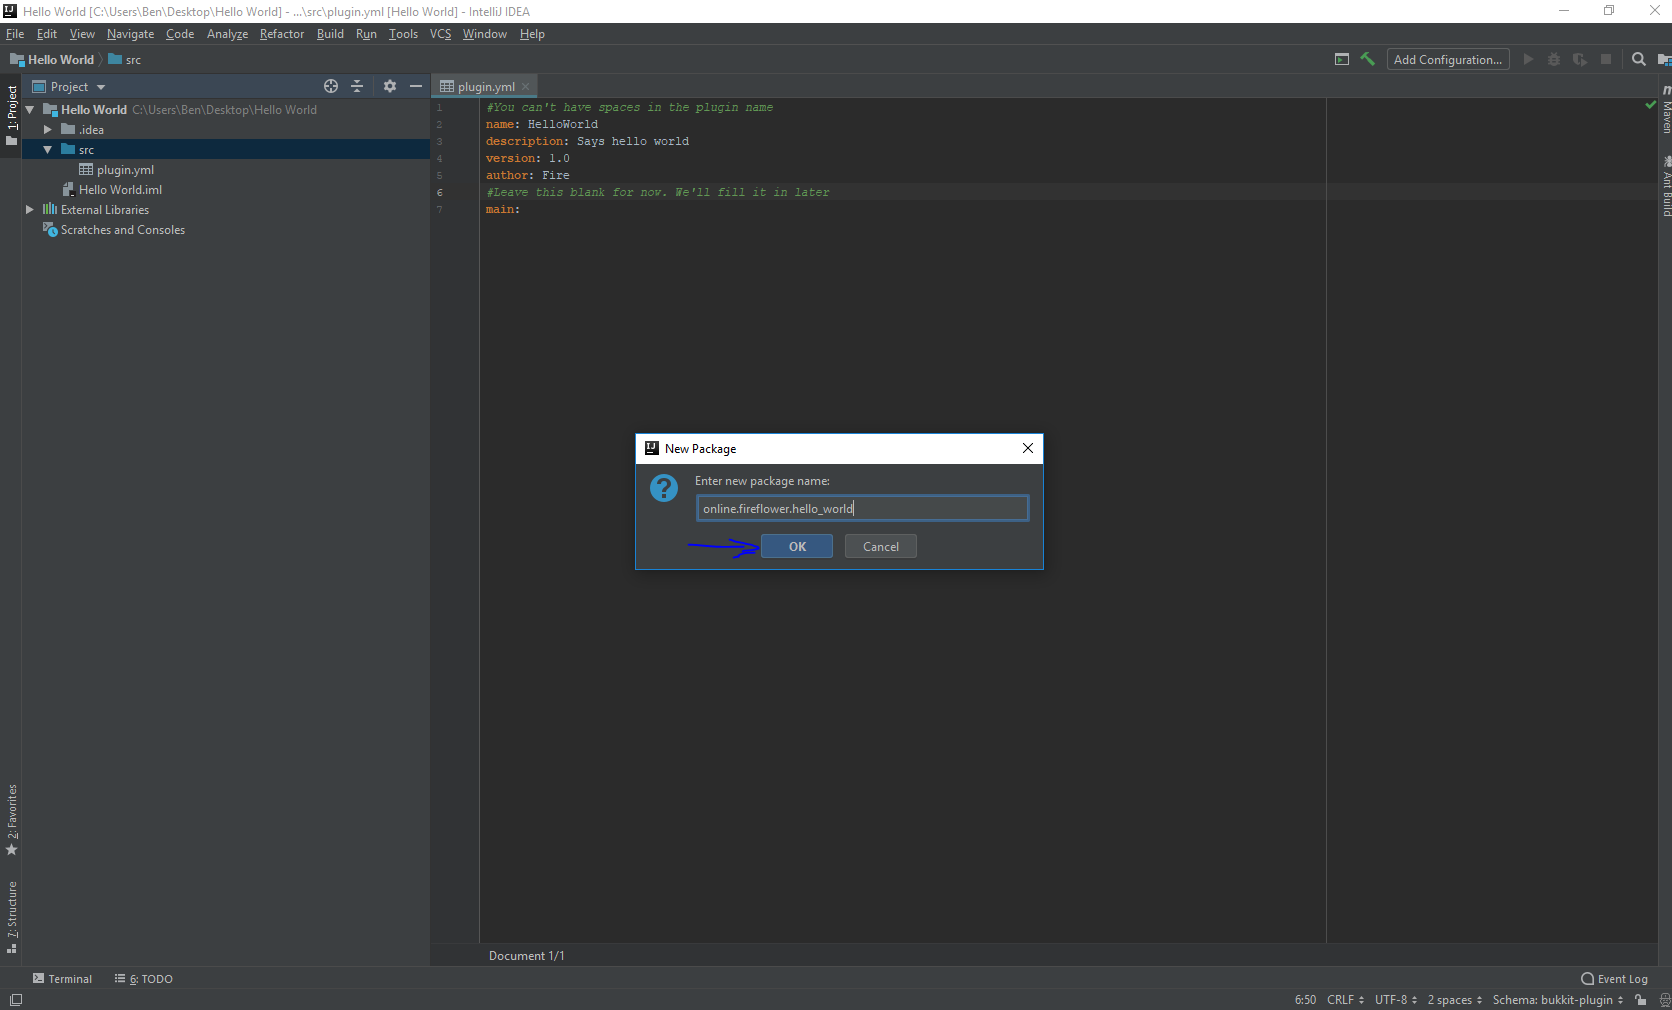 Hello World [C:\Users\Ben\Desktop\Hello World] - ...\src\plugin.yml [Hello World] - IntelliJ IDEA
File Edit View Navigate Code Analyze Refactor Build Run Tools VCS Window Help
Hello World src Add Configuration...
Project
plugin.yml
1: Project
Hello World C:\Users\Ben\Desktop\Hello World
.idea
src
plugin.yml
Hello World.iml
External Libraries
Scratches and Consoles
1 #You can't have spaces in the plugin name
2 name: HelloWorld
3 description: Says hello world
4 version: 1.0
5 author: Fire
6 #Leave this blank for now. We'll fill it in later
7 main:
Maven
Ant Build
New Package
Enter new package name:
online.fireflower.hello_world
OK Cancel
2: Favorites
7: Structure
Document 1/1
Terminal 6: TODO Event Log
6:50 CRLF UTF-8 2 spaces Schema: bukkit-plugin